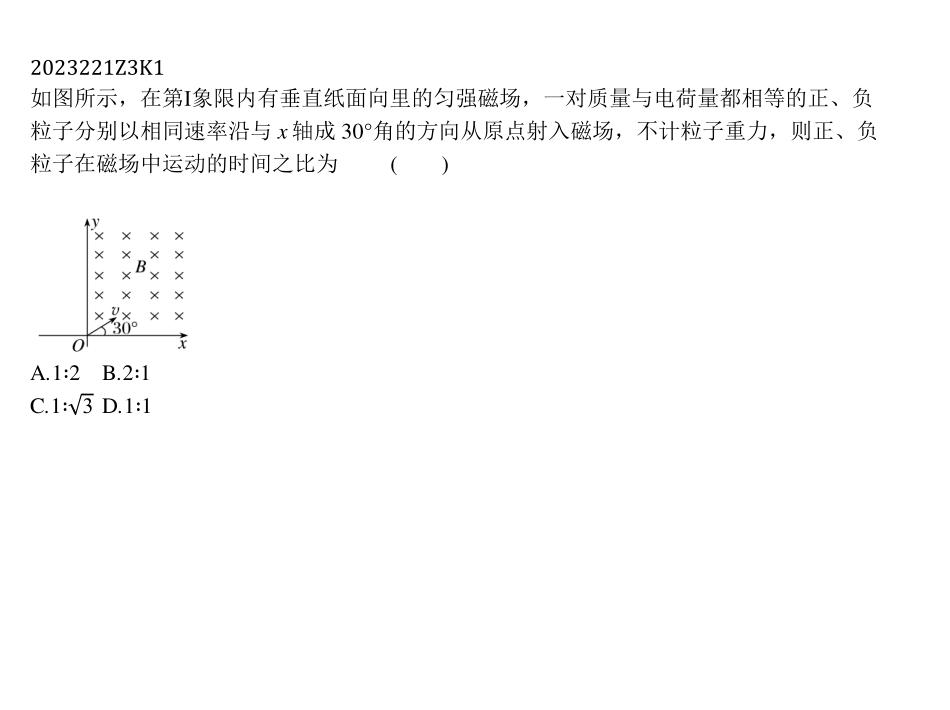 2023221Z3K1
如图所示，在第Ⅰ象限内有垂直纸面向里的匀强磁场，一对质量与电荷量都相等的正、负
粒子分别以相同速率沿与 x 轴成 30°角的方向从原点射入磁场，不计粒子重力，则正、负
粒子在磁场中运动的时间之比为 ( )
y
× × × ×
× × × ×
× × B × ×
× × × ×
× v × × ×
30°
O x
A.1∶2 B.2∶1
C.1∶√3 D.1∶1